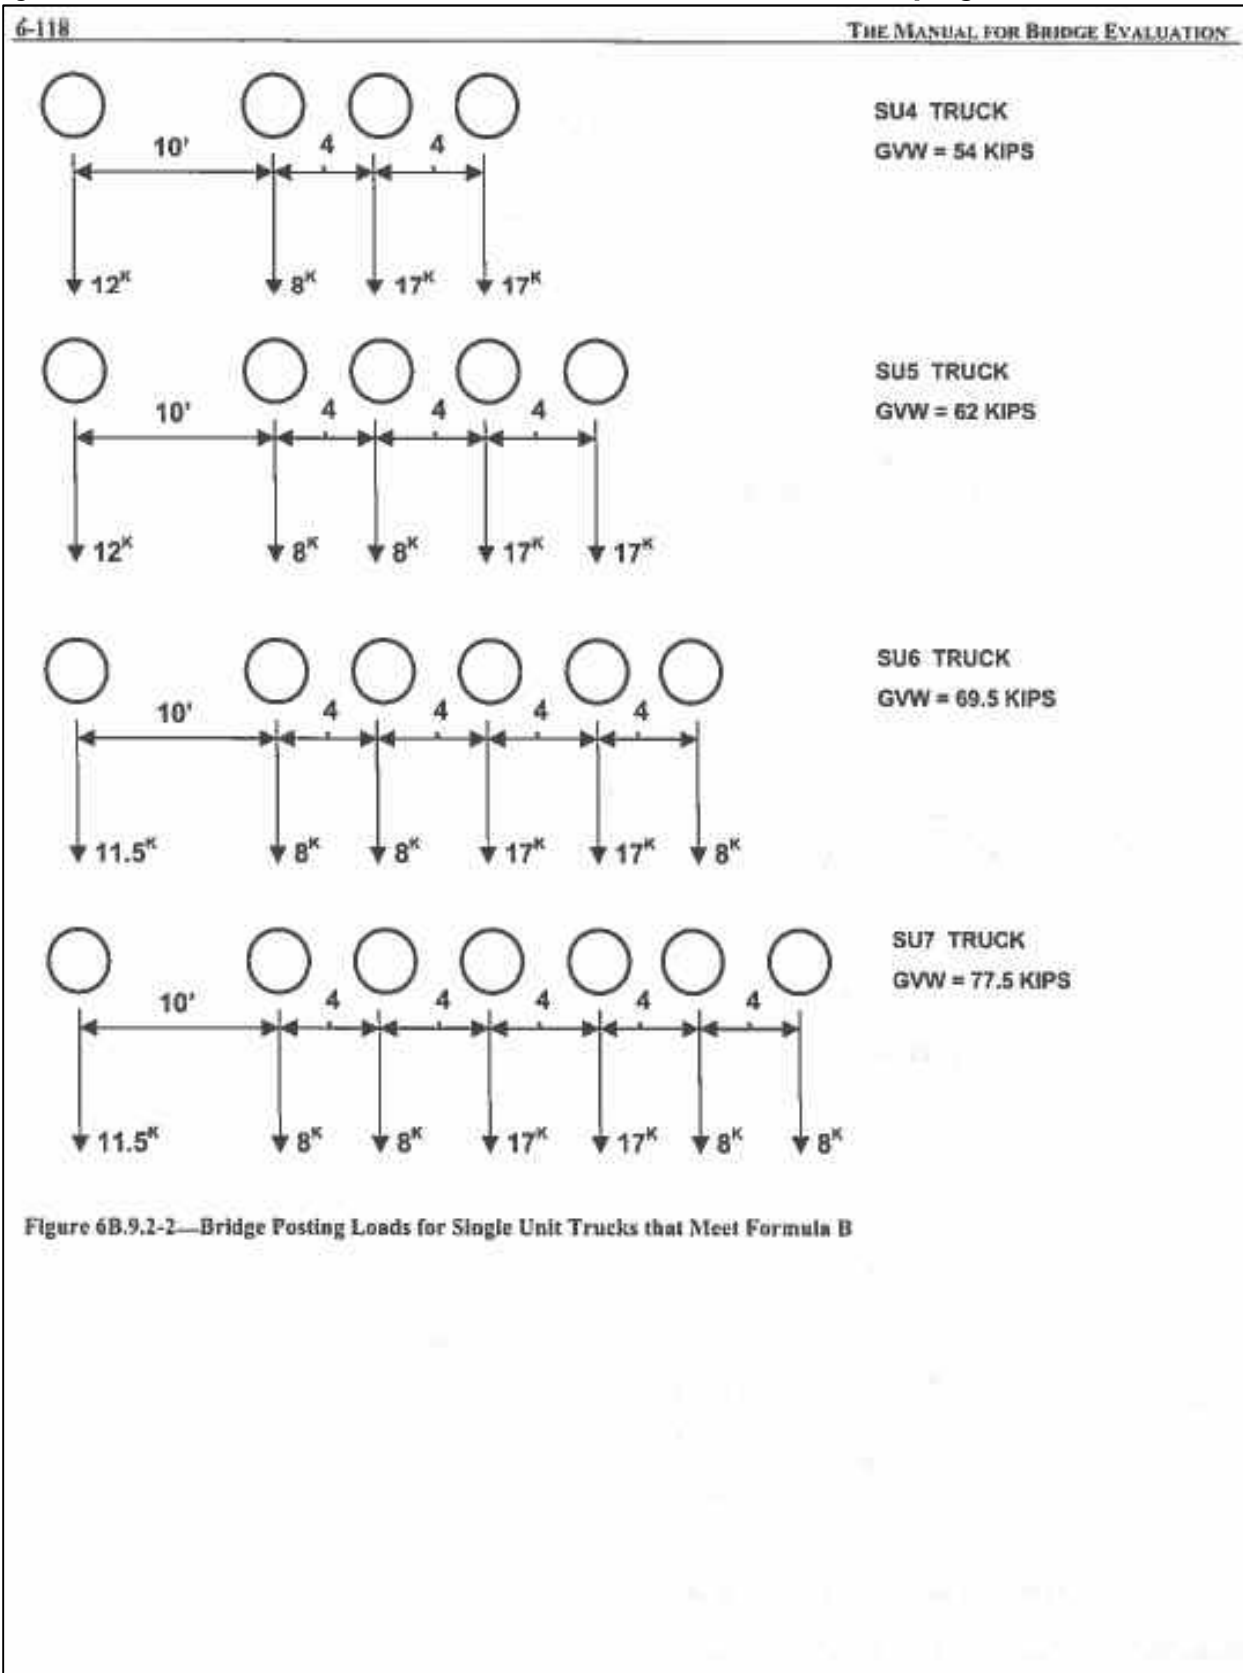 6-118 THE MANUAL FOR BRIDGE EVALUATION
SU4 TRUCK
GVW = 54 KIPS
10' 4' 4'
12ᴷ 8ᴷ 17ᴷ 17ᴷ
SU5 TRUCK
GVW = 62 KIPS
10' 4' 4' 4'
12ᴷ 8ᴷ 8ᴷ 17ᴷ 17ᴷ
SU6 TRUCK
GVW = 69.5 KIPS
10' 4' 4' 4' 4'
11.5ᴷ 8ᴷ 8ᴷ 17ᴷ 17ᴷ 8ᴷ
SU7 TRUCK
GVW = 77.5 KIPS
10' 4' 4' 4' 4' 4'
11.5ᴷ 8ᴷ 8ᴷ 17ᴷ 17ᴷ 8ᴷ 8ᴷ
Figure 6B.9.2-2—Bridge Posting Loads for Single Unit Trucks that Meet Formula B